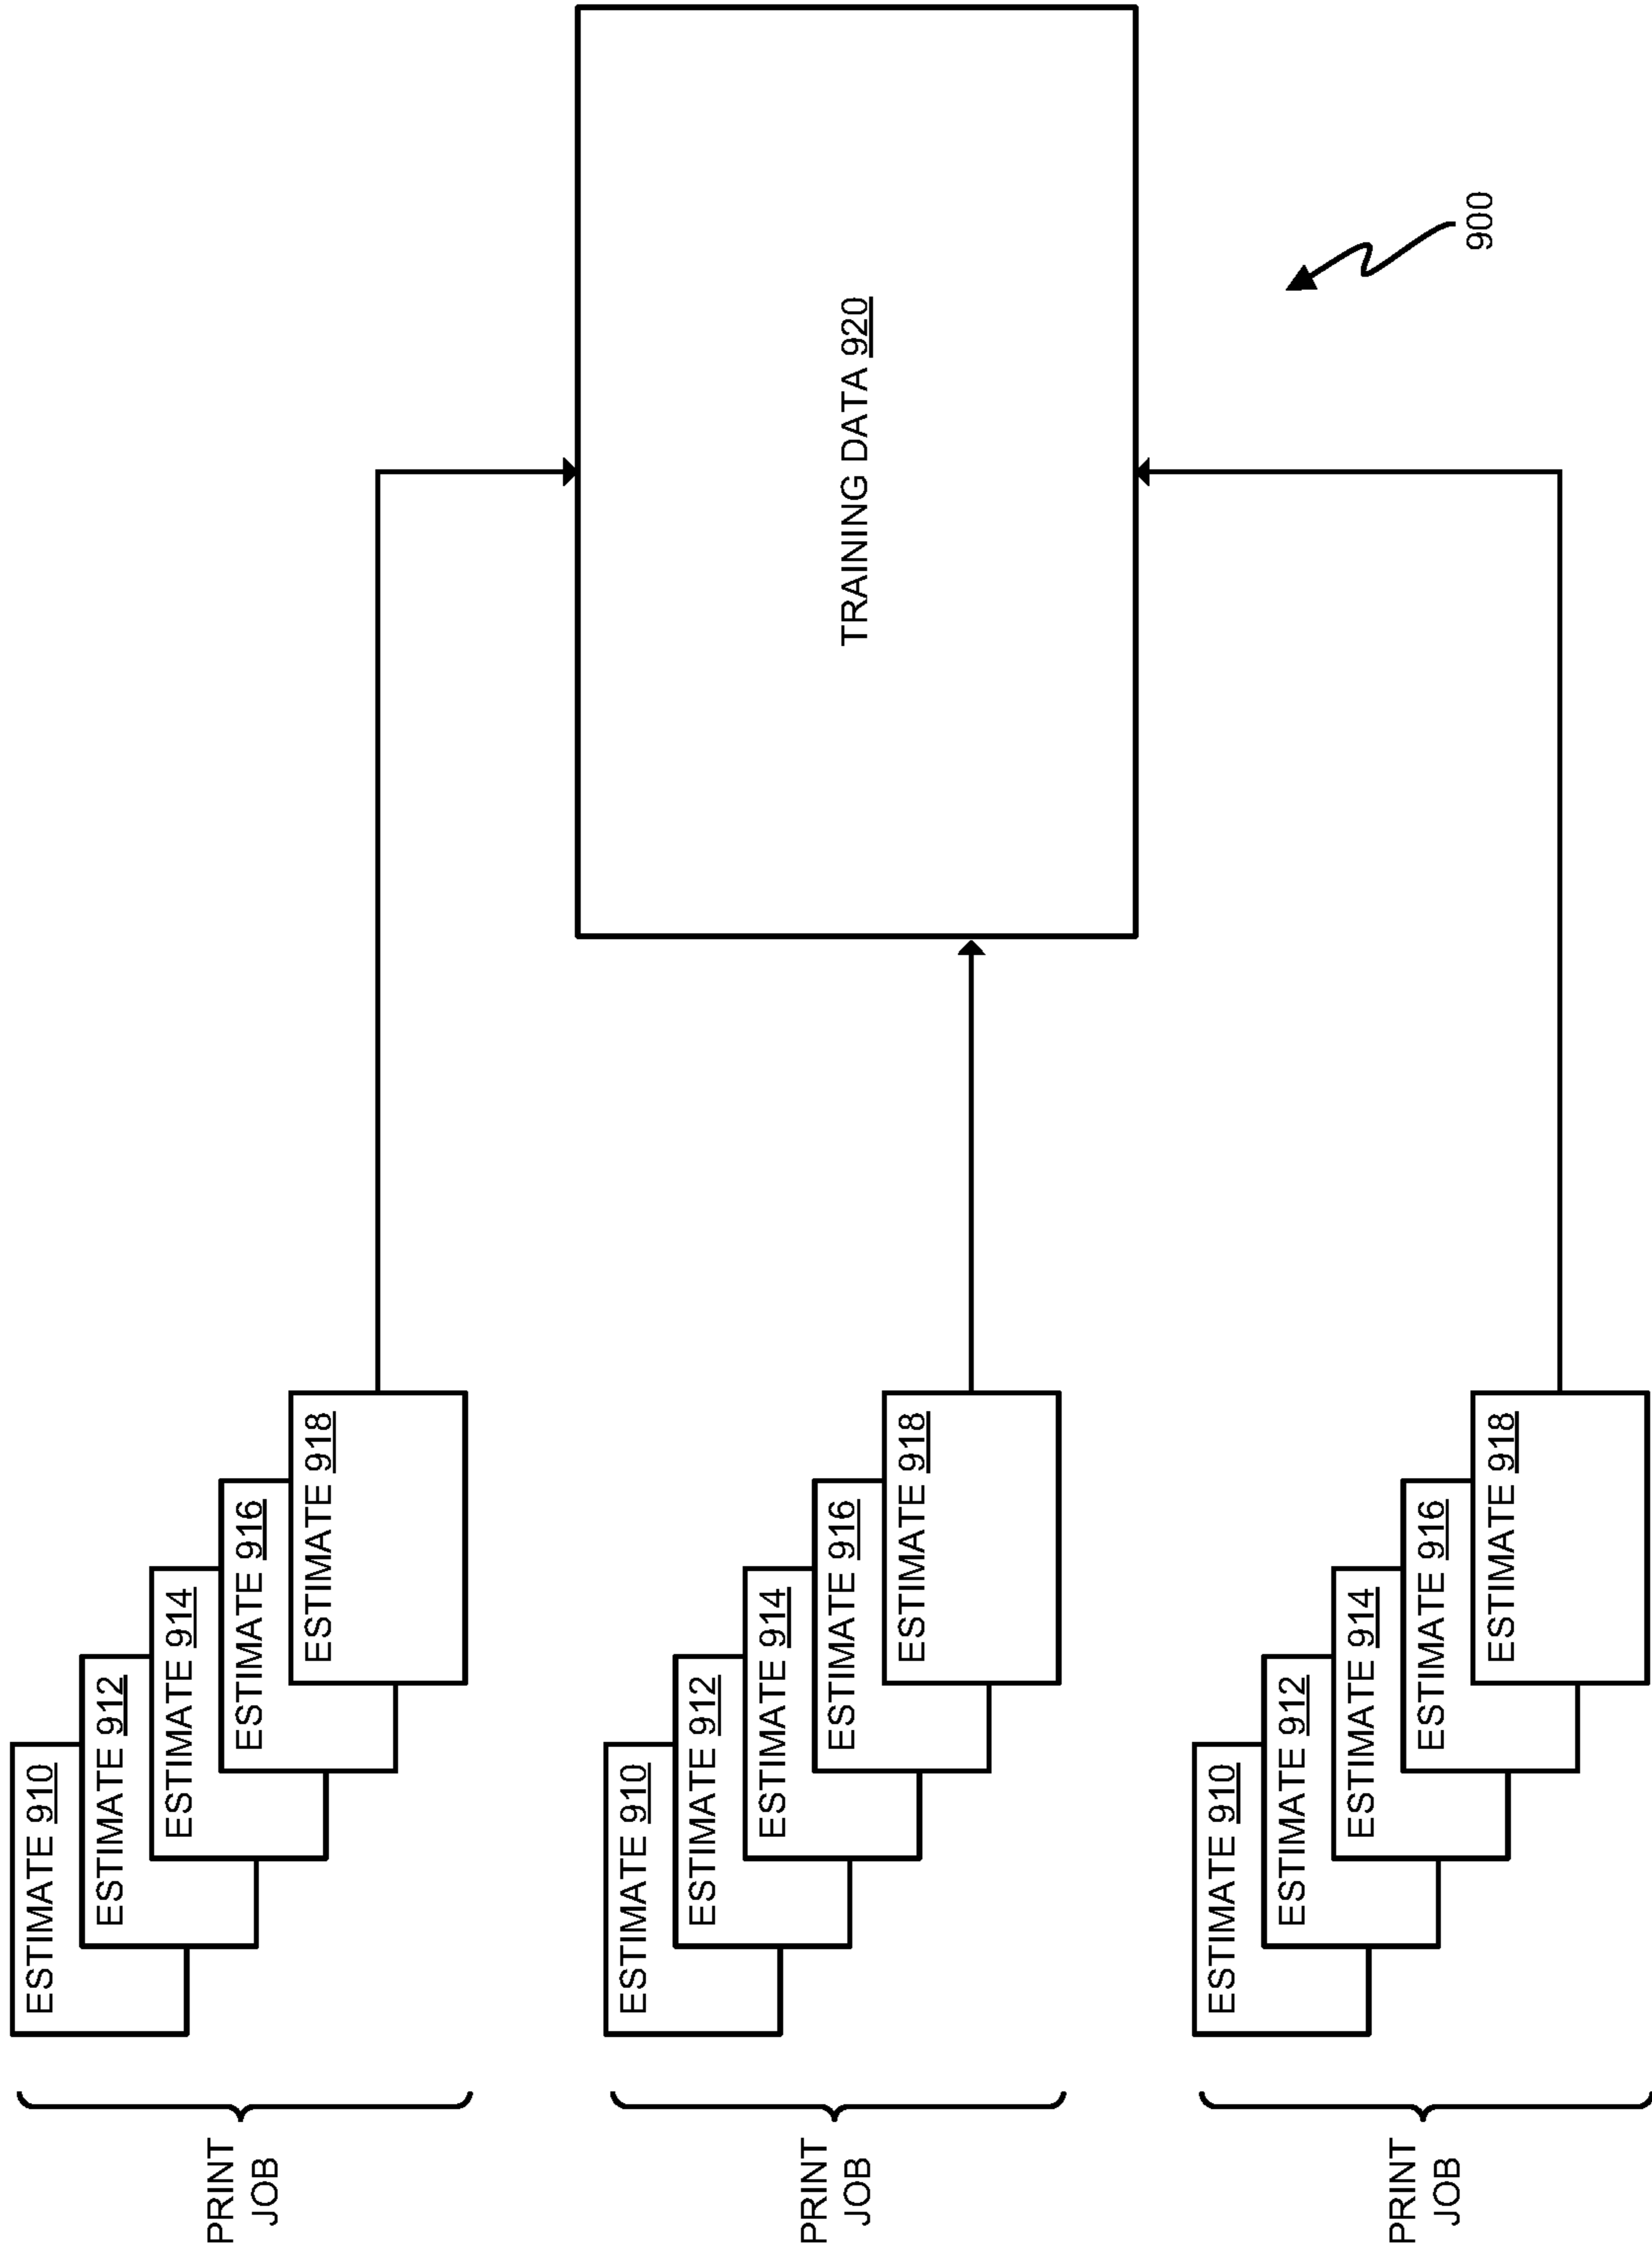 PRINT
JOB
ESTIMATE 910
ESTIMATE 912
ESTIMATE 914
ESTIMATE 916
ESTIMATE 918
PRINT
JOB
ESTIMATE 910
ESTIMATE 912
ESTIMATE 914
ESTIMATE 916
ESTIMATE 918
TRAINING DATA 920
PRINT
JOB
ESTIMATE 910
ESTIMATE 912
ESTIMATE 914
ESTIMATE 916
ESTIMATE 918
900